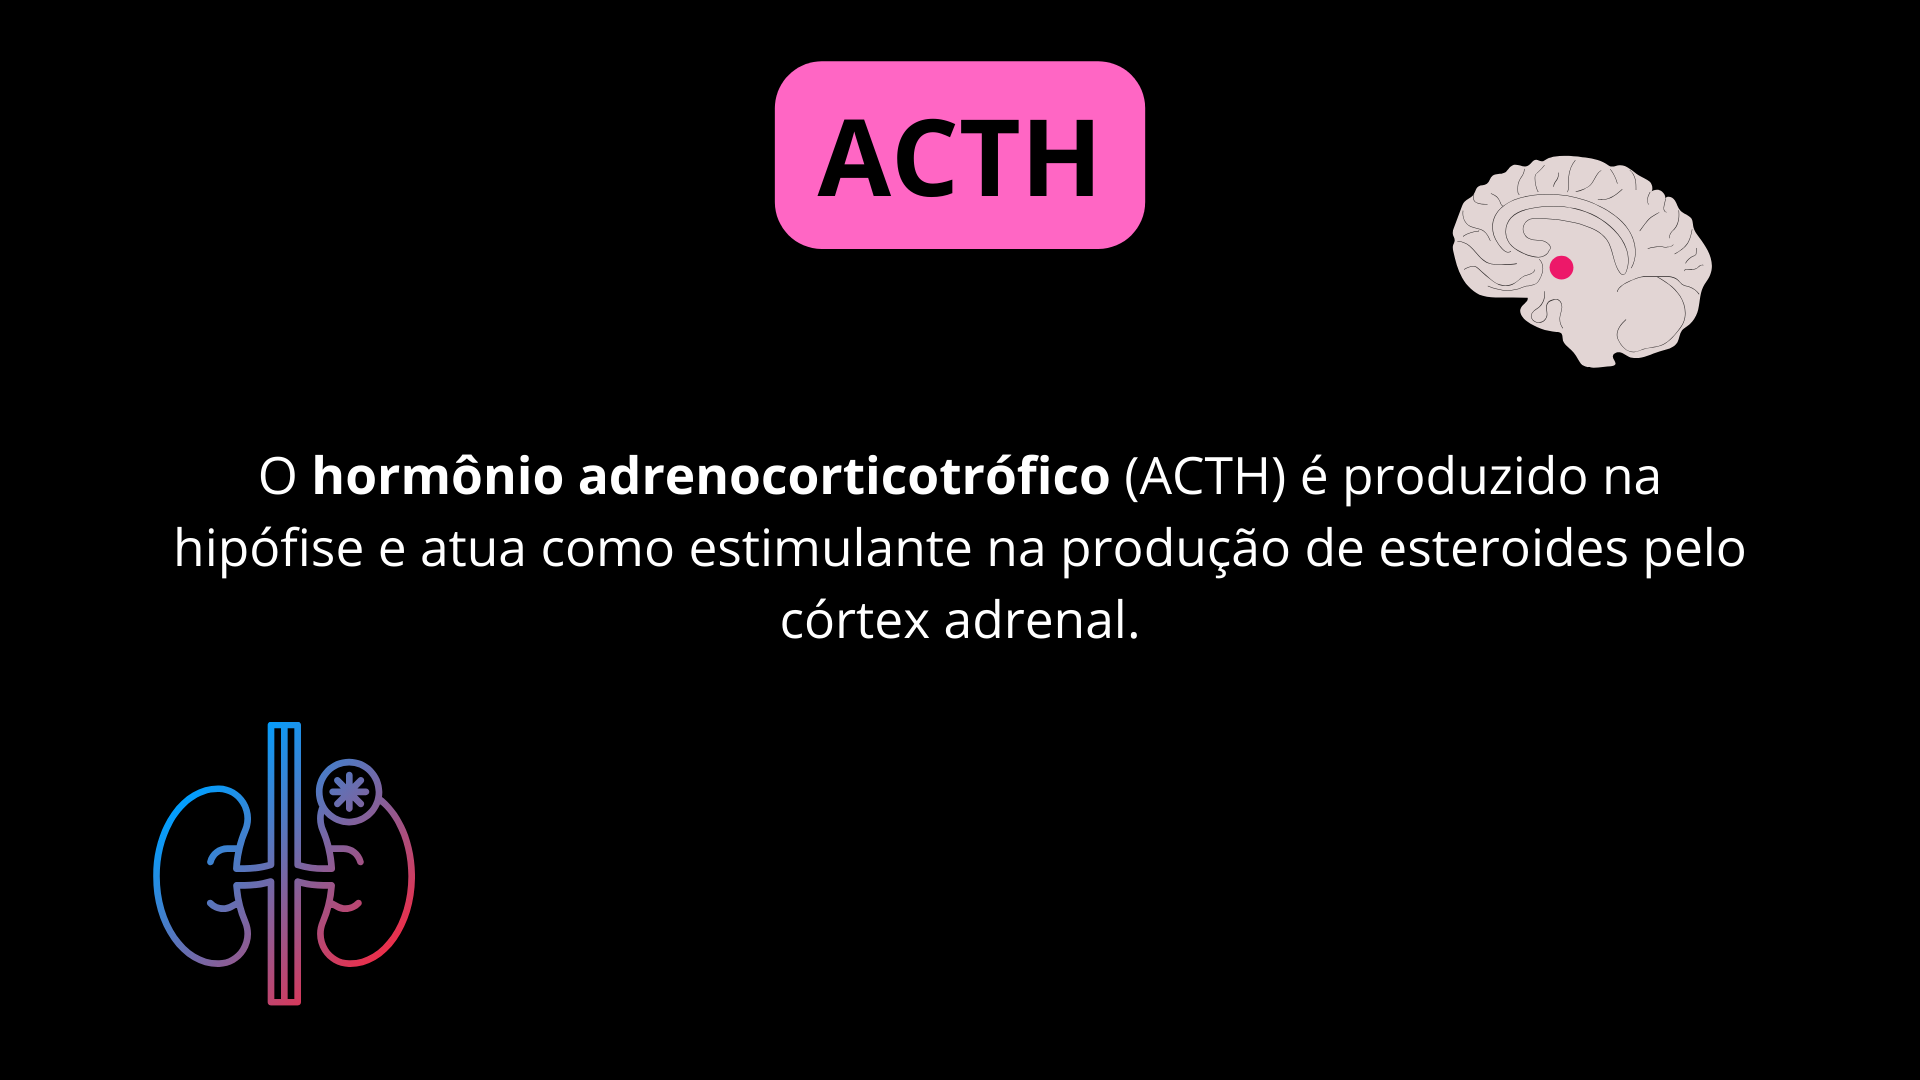 ACTH
O hormônio adrenocorticotrófico (ACTH) é produzido na
hipófise e atua como estimulante na produção de esteroides pelo
córtex adrenal.